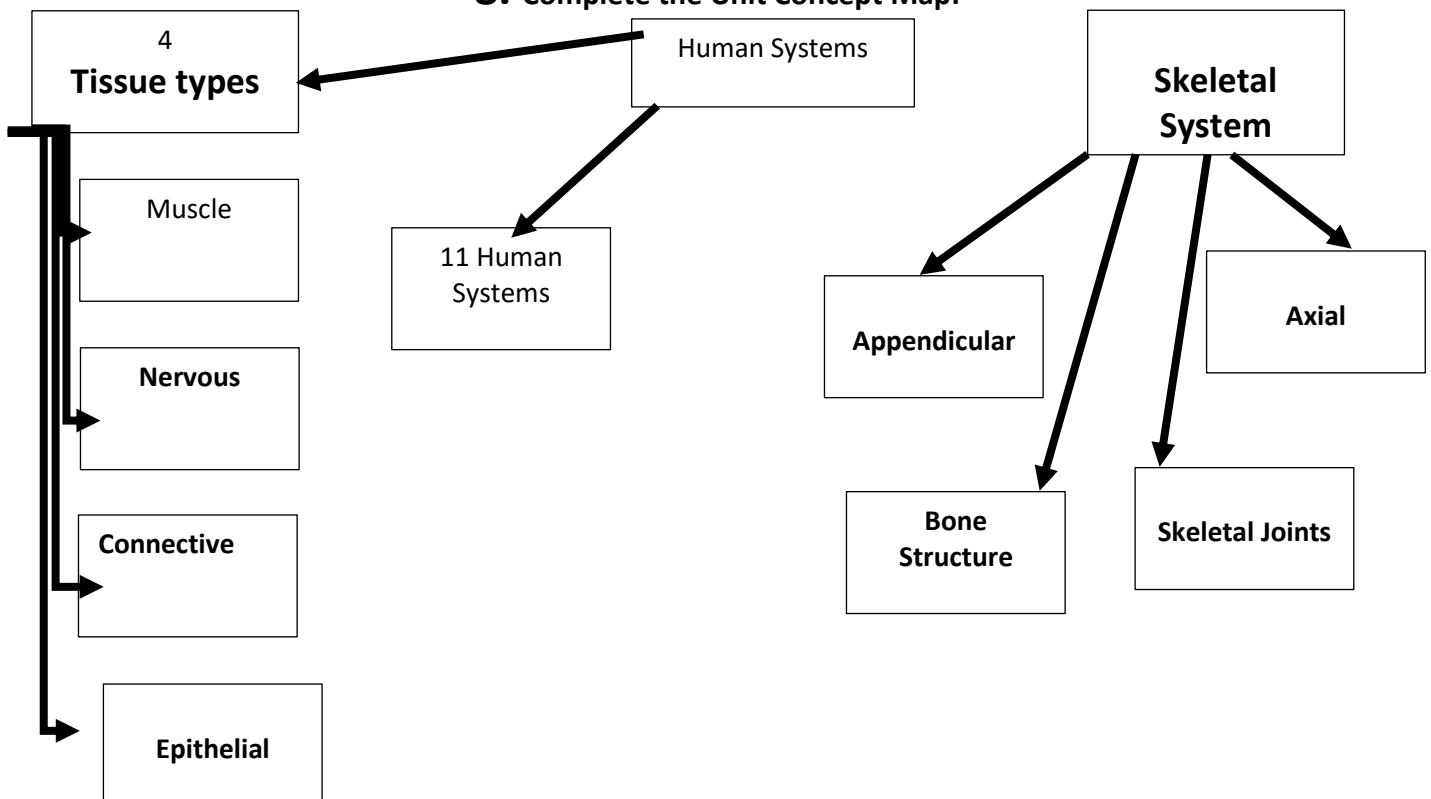 Complete the Unit Concept Map.
4
Tissue types
Human Systems
Skeletal
System
Muscle
11 Human
Systems
Appendicular
Axial
Nervous
Bone
Structure
Skeletal Joints
Connective
Epithelial